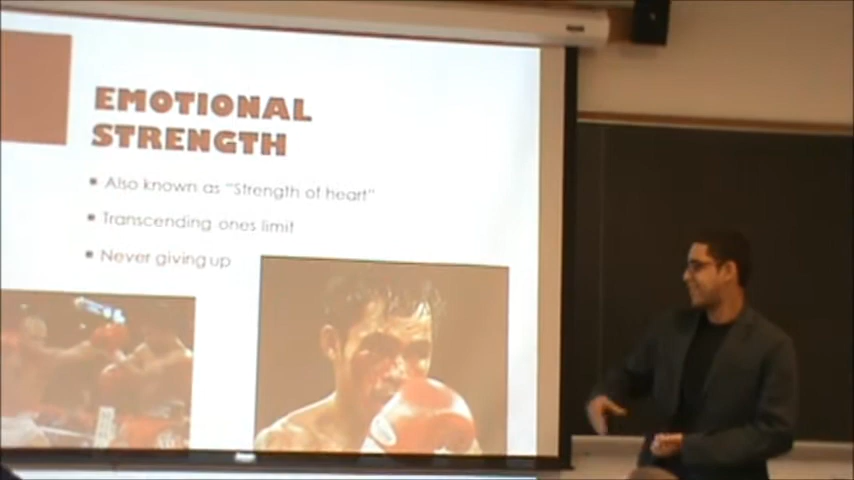 EMOTIONAL
STRENGTH
Also known as “Strength of heart”
Transcending ones limit
Never giving up